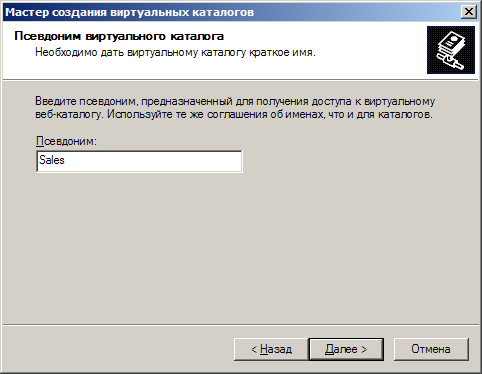 Мастер создания виртуальных каталогов
Псевдоним виртуального каталога
Необходимо дать виртуальному каталогу краткое имя.
Введите псевдоним, предназначенный для получения доступа к виртуальному
веб-каталогу. Используйте те же соглашения об именах, что и для каталогов.
Псевдоним:
Sales
< Назад Далее > Отмена